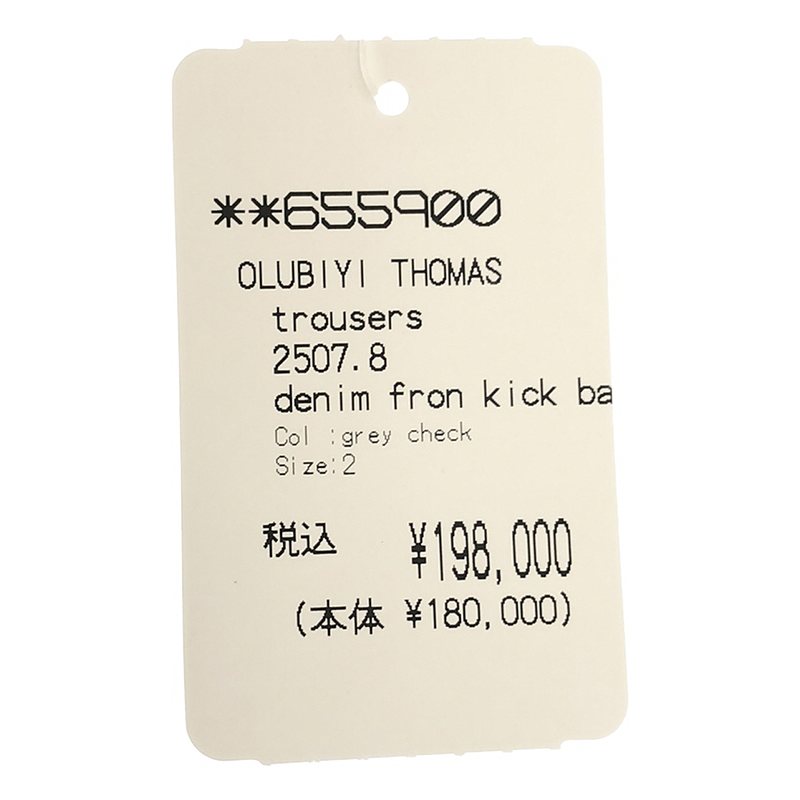 **655900
OLUBIYI THOMAS
trousers
2507.8
denim fron kick ba
Col :grey check
Size:2
税込 ¥198,000
(本体 ¥180,000)